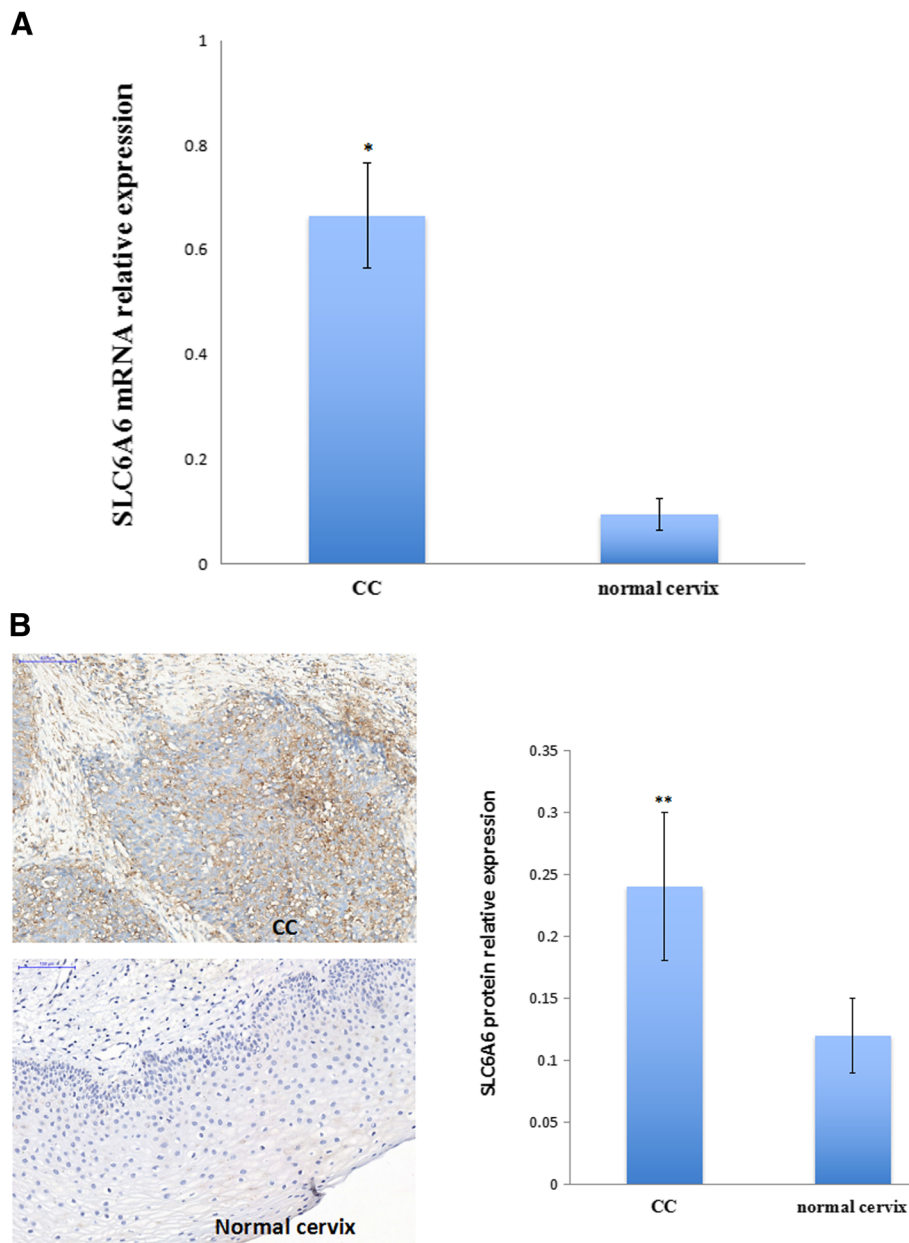 A
SLC6A6 mRNA relative expression
1
0.8
0.6
0.4
0.2
0
*
CC
normal cervix
B
CC
Normal cervix
SLC6A6 protein relative expression
0.35
0.3
0.25
0.2
0.15
0.1
0.05
0
**
CC
normal cervix